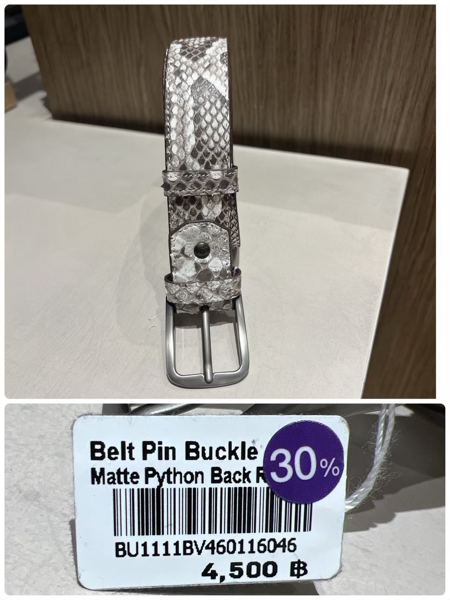 Belt Pin Buckle
Matte Python Back
30%
BU1111BV460116046
4,500 ฿